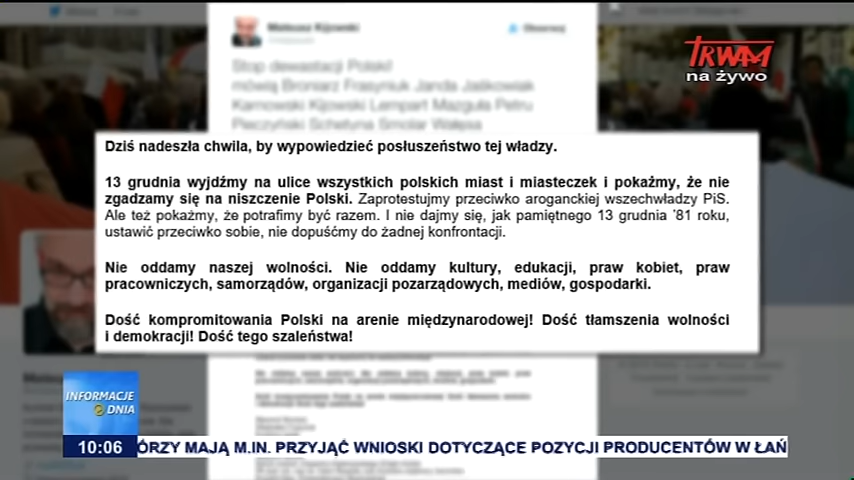 Mateusz Kijowski
Obserwuj
Stop dewastacji Polski!
mówią Broniarz Frasyniuk Janda Jaśkowiak
Karnowski Kijowski Lempart Mazguła Petru
Pieczyński Schetyna Smolar Wałęsa
TRWAM
na żywo
Dziś nadeszła chwila, by wypowiedzieć posłuszeństwo tej władzy.
13 grudnia wyjdźmy na ulice wszystkich polskich miast i miasteczek i pokażmy, że nie
zgadzamy się na niszczenie Polski. Zaprotestujmy przeciwko aroganckiej wszechwładzy PiS.
Ale też pokażmy, że potrafimy być razem. I nie dajmy się, jak pamiętnego 13 grudnia '81 roku,
ustawić przeciwko sobie, nie dopuśćmy do żadnej konfrontacji.
Nie oddamy naszej wolności. Nie oddamy kultury, edukacji, praw kobiet, praw
pracowniczych, samorządów, organizacji pozarządowych, mediów, gospodarki.
Dość kompromitowania Polski na arenie międzynarodowej! Dość tłamszenia wolności
i demokracji! Dość tego szaleństwa!
INFORMACJE
DNIA
10:06 ÓRZY MAJĄ M.IN. PRZYJĄĆ WNIOSKI DOTYCZĄCE POZYCJI PRODUCENTÓW W ŁAŃ